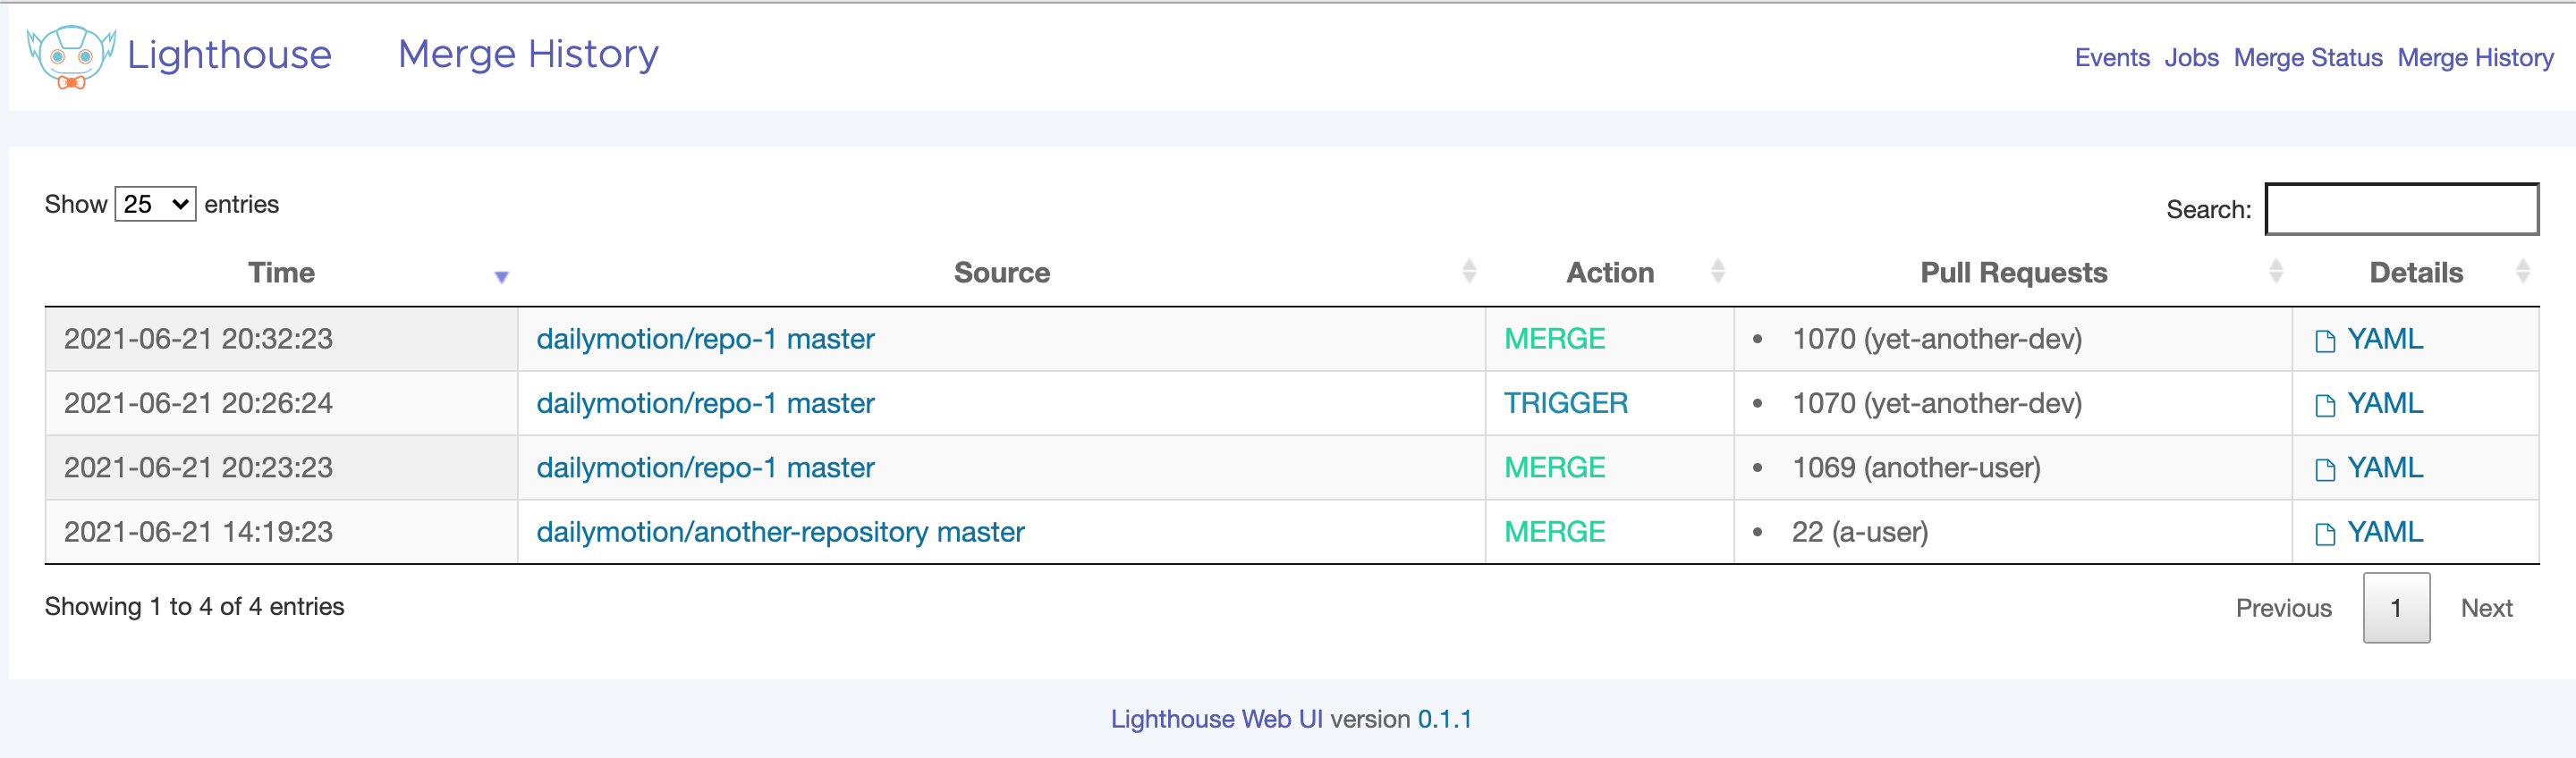 Lighthouse Merge History Events Jobs Merge Status Merge History
Show 25 entries Search:
Time Source Action Pull Requests Details
2021-06-21 20:32:23 dailymotion/repo-1 master MERGE • 1070 (yet-another-dev) YAML
2021-06-21 20:26:24 dailymotion/repo-1 master TRIGGER • 1070 (yet-another-dev) YAML
2021-06-21 20:23:23 dailymotion/repo-1 master MERGE • 1069 (another-user) YAML
2021-06-21 14:19:23 dailymotion/another-repository master MERGE • 22 (a-user) YAML
Showing 1 to 4 of 4 entries Previous 1 Next
Lighthouse Web UI version 0.1.1